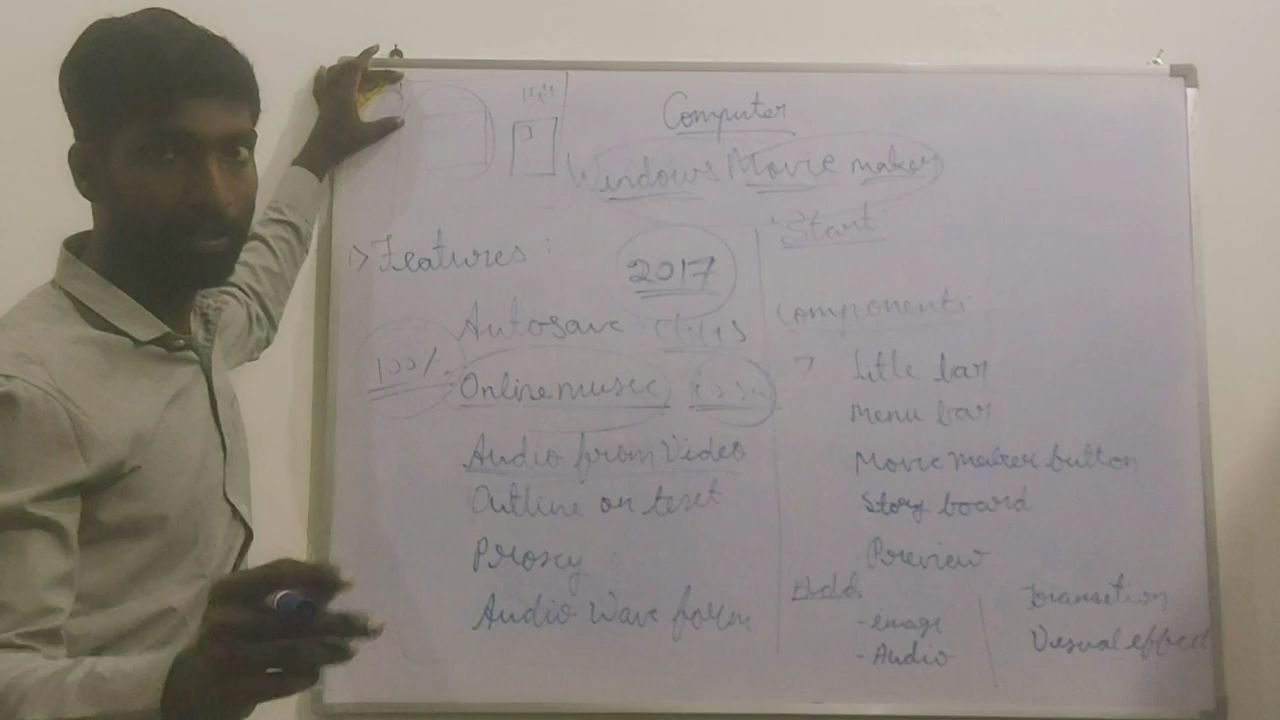 Computer
Windows Movie maker
1> Features :
2017
Autosave clips
100%
Online music
Audio from Video
Outline on text
Proxy
Audio Wave form
Start
Components
Title bar
Menu bar
Movie maker button
Story board
Preview
Add
- image
- Audio
transition
Visual effect